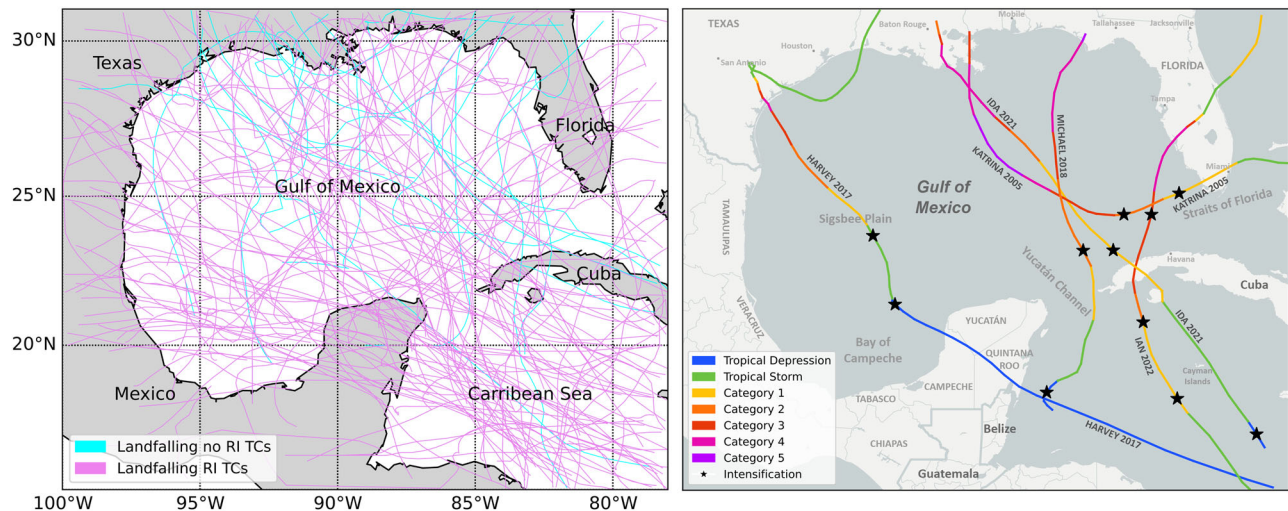 30°N
25°N
20°N
100°W
95°W
90°W
85°W
80°W
Texas
Florida
Gulf of Mexico
Cuba
Mexico
Carribean Sea
Landfalling no RI TCs
Landfalling RI TCs
TEXAS
Baton Rouge
Mobile
Tallahassee
Jacksonville
Houston
San Antonio
FLORIDA
IDA 2021
MICHAEL 2018
Tampa
HARVEY 2017
KATRINA 2005
Miami
KATRINA 2005
Gulf of
Mexico
Straits of Florida
Sigsbee Plain
TAMAULIPAS
Havana
Yucatán Channel
Cuba
VERACRUZ
Bay of
Campeche
YUCATÁN
IDA 2021
IAN 2022
QUINTANA
ROO
Cayman
Islands
CAMPECHE
TABASCO
HARVEY 2017
Belize
CHIAPAS
Guatemala
Tropical Depression
Tropical Storm
Category 1
Category 2
Category 3
Category 4
Category 5
Intensification